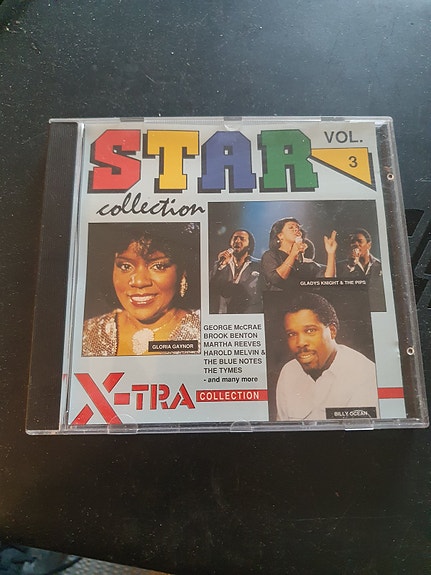 STAR
VOL.
3
collection
GLADYS KNIGHT & THE PIPS
GLORIA GAYNOR
GEORGE McCRAE
BROOK BENTON
MARTHA REEVES
HAROLD MELVIN &
THE BLUE NOTES
THE TYMES
- and many more
X-TRA
COLLECTION
BILLY OCEAN